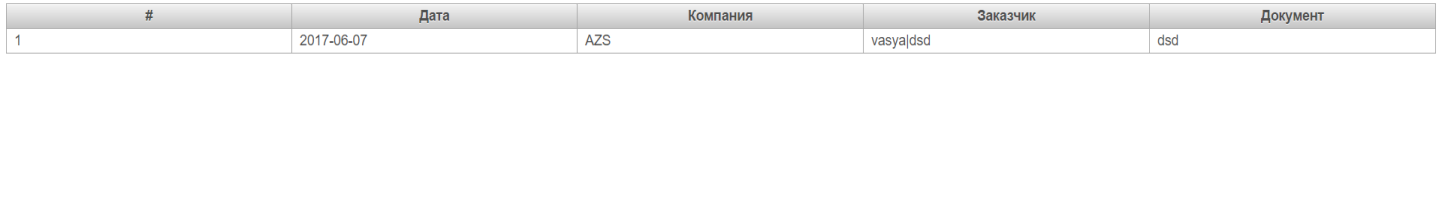 # Дата Компания Заказчик Документ
1 2017-06-07 AZS vasya|dsd dsd